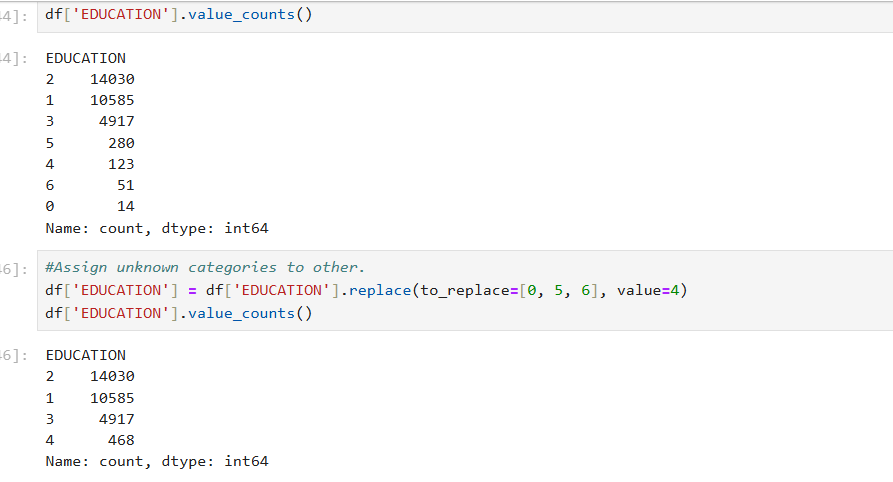 4]: df['EDUCATION'].value_counts()
4]: EDUCATION
2    14030
1    10585
3     4917
5      280
4      123
6       51
0       14
Name: count, dtype: int64
6]: #Assign unknown categories to other.
df['EDUCATION'] = df['EDUCATION'].replace(to_replace=[0, 5, 6], value=4)
df['EDUCATION'].value_counts()
6]: EDUCATION
2    14030
1    10585
3     4917
4      468
Name: count, dtype: int64